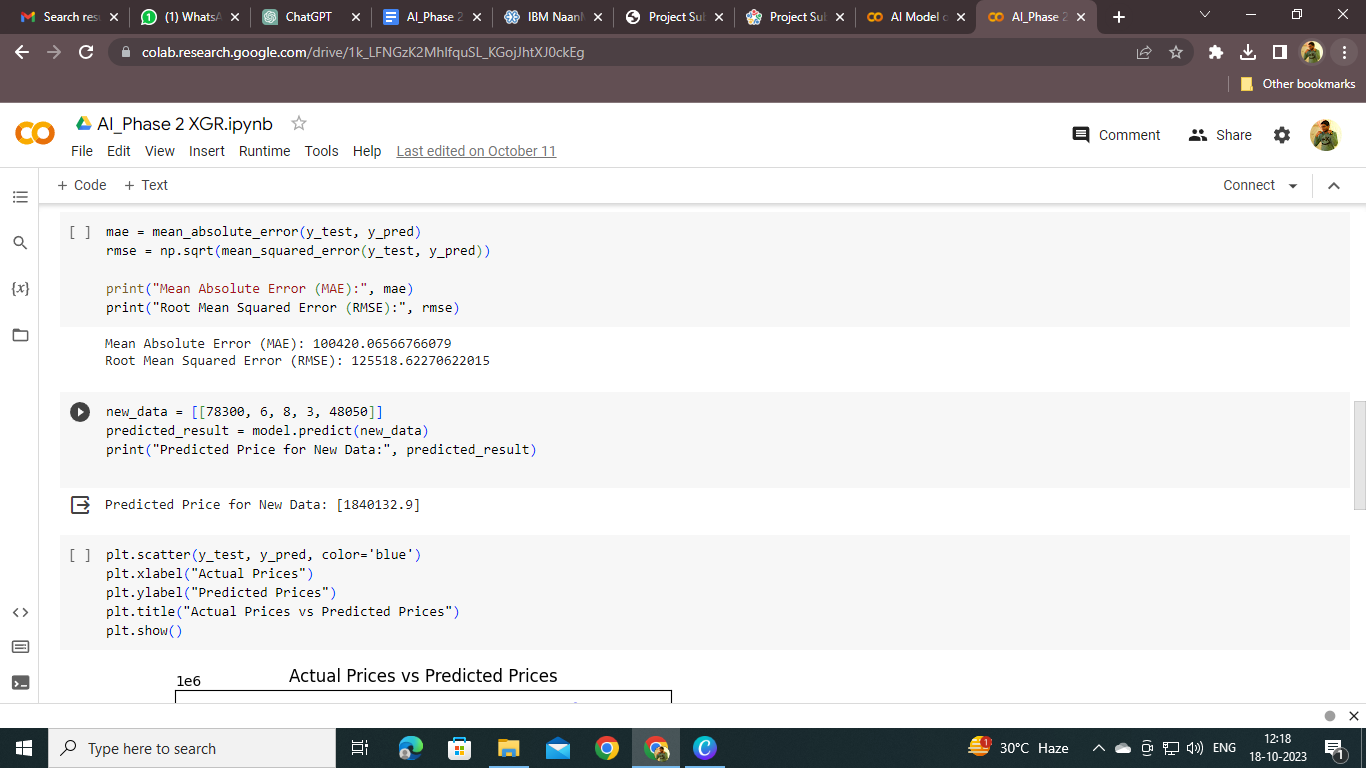 Search res
(1) WhatsA
ChatGPT
AI_Phase 2
IBM Naan
Project Sul
Project Sul
AI Model c
AI_Phase 2
colab.research.google.com/drive/1k_LFNGzK2MhlfquSL_KGojJhtXJ0ckEg
Other bookmarks
AI_Phase 2 XGR.ipynb
File Edit View Insert Runtime Tools Help Last edited on October 11
Comment
Share
+ Code + Text
Connect
{x}
[ ] mae = mean_absolute_error(y_test, y_pred)
rmse = np.sqrt(mean_squared_error(y_test, y_pred))
print("Mean Absolute Error (MAE):", mae)
print("Root Mean Squared Error (RMSE):", rmse)
Mean Absolute Error (MAE): 100420.06566766079
Root Mean Squared Error (RMSE): 125518.62270622015
new_data = [[78300, 6, 8, 3, 48050]]
predicted_result = model.predict(new_data)
print("Predicted Price for New Data:", predicted_result)
Predicted Price for New Data: [1840132.9]
[ ] plt.scatter(y_test, y_pred, color='blue')
plt.xlabel("Actual Prices")
plt.ylabel("Predicted Prices")
plt.title("Actual Prices vs Predicted Prices")
plt.show()
1e6
Actual Prices vs Predicted Prices
Type here to search
1
30°C Haze
ENG
12:18
18-10-2023
1